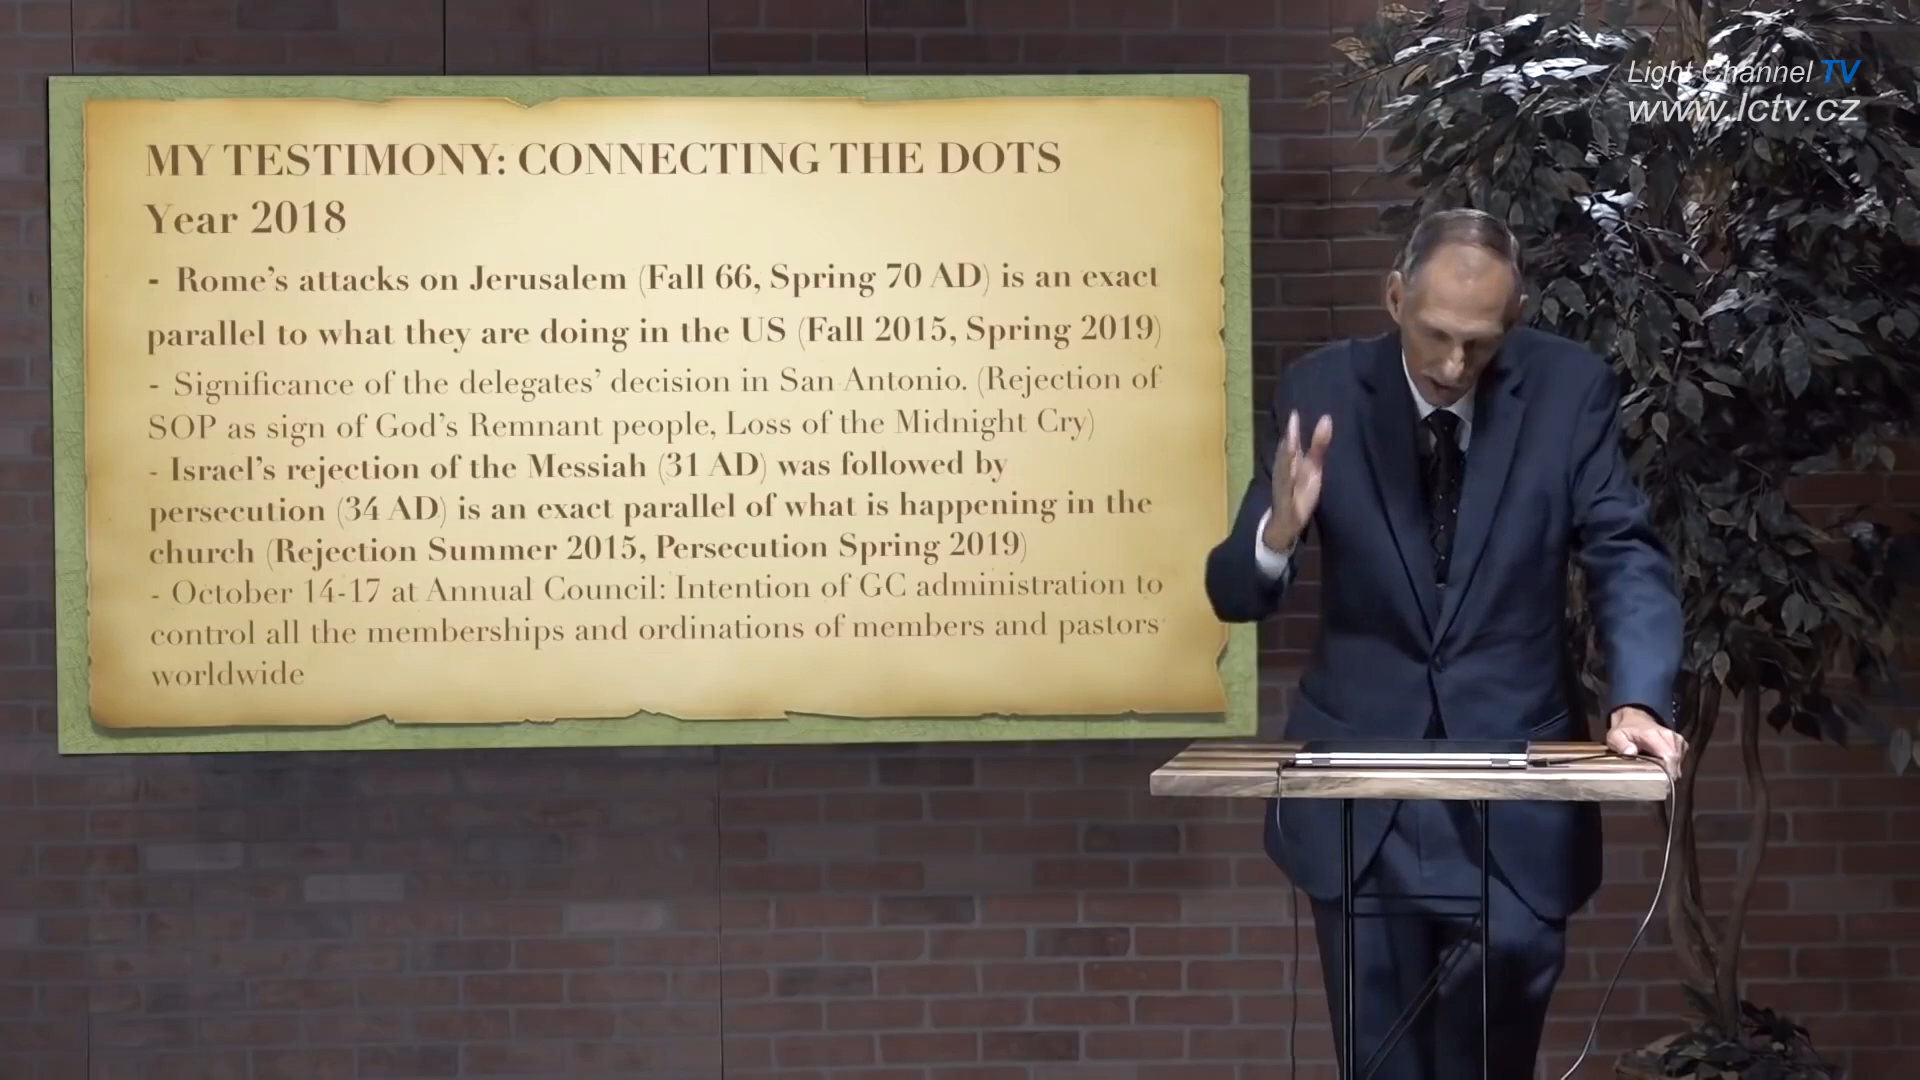 Light Channel TV
www.lctv.cz
MY TESTIMONY: CONNECTING THE DOTS
Year 2018
- Rome's attacks on Jerusalem (Fall 66, Spring 70 AD) is an exact
parallel to what they are doing in the US (Fall 2015, Spring 2019)
- Significance of the delegates' decision in San Antonio. (Rejection of
SOP as sign of God's Remnant people, Loss of the Midnight Cry)
- Israel's rejection of the Messiah (31 AD) was followed by
persecution (34 AD) is an exact parallel of what is happening in the
church (Rejection Summer 2015, Persecution Spring 2019)
- October 14-17 at Annual Council: Intention of GC administration to
control all the memberships and ordinations of members and pastors
worldwide